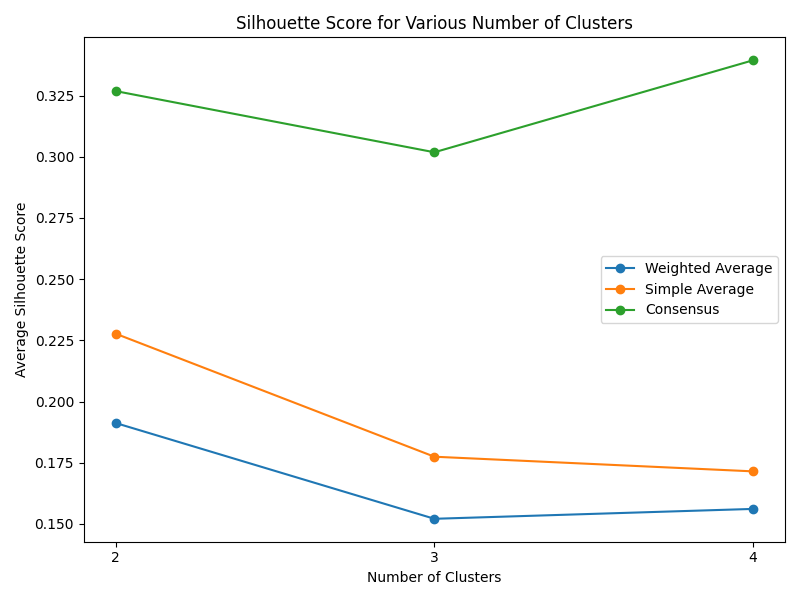 Silhouette Score for Various Number of Clusters
0.325
0.300
0.275
0.250
0.225
0.200
0.175
0.150
Average Silhouette Score
Weighted Average
Simple Average
Consensus
2 3 4
Number of Clusters